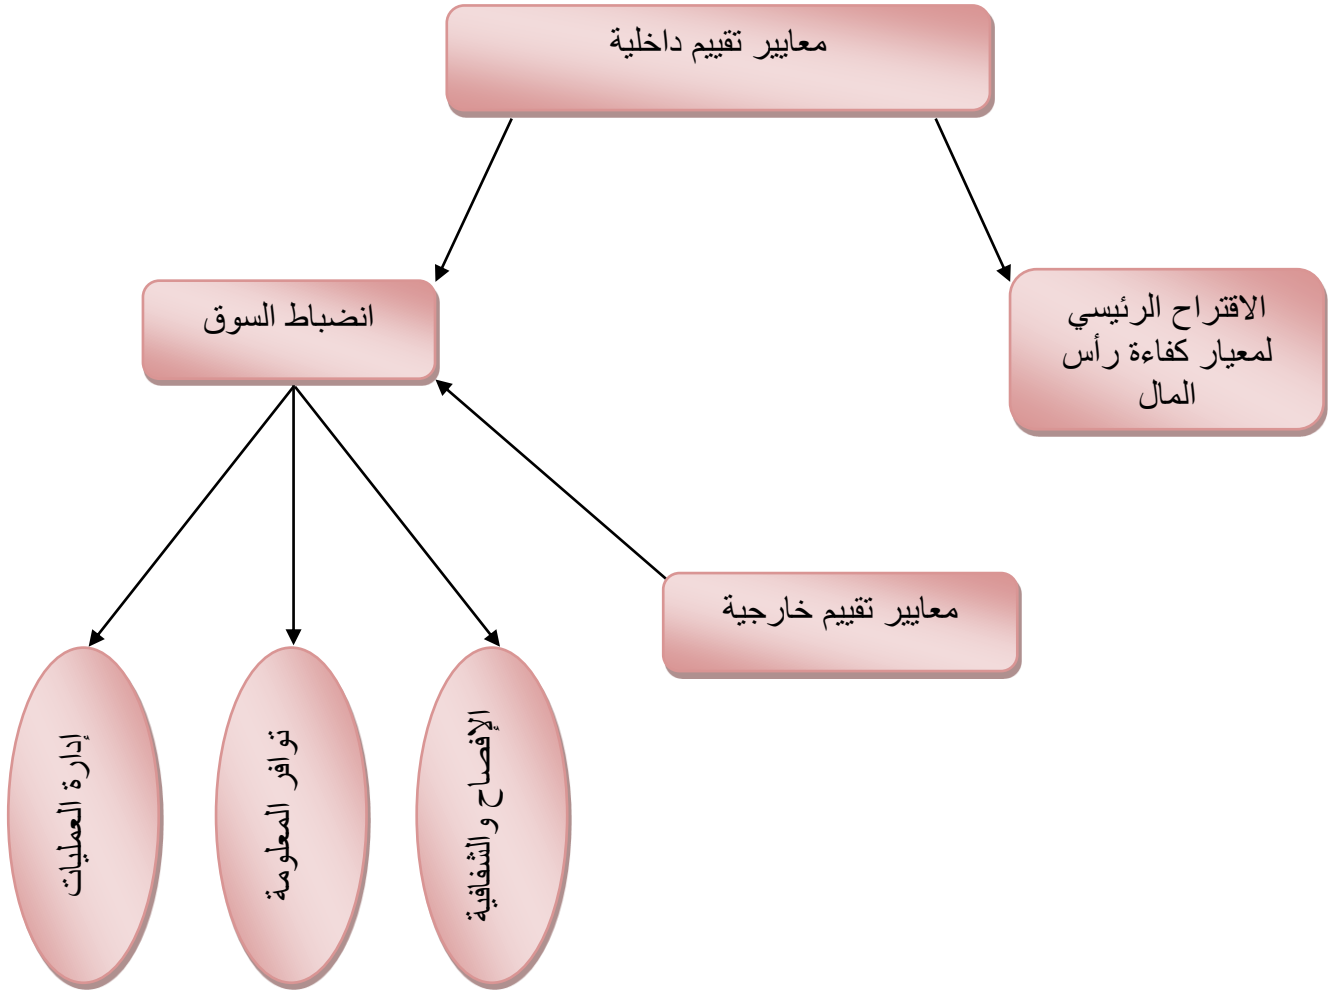 معايير تقييم داخلية
الاقتراح الرئيسي
لمعيار كفاءة رأس
المال
انضباط السوق
معايير تقييم خارجية
الإفصاح والشفافية
توافر المعلومة
إدارة العمليات